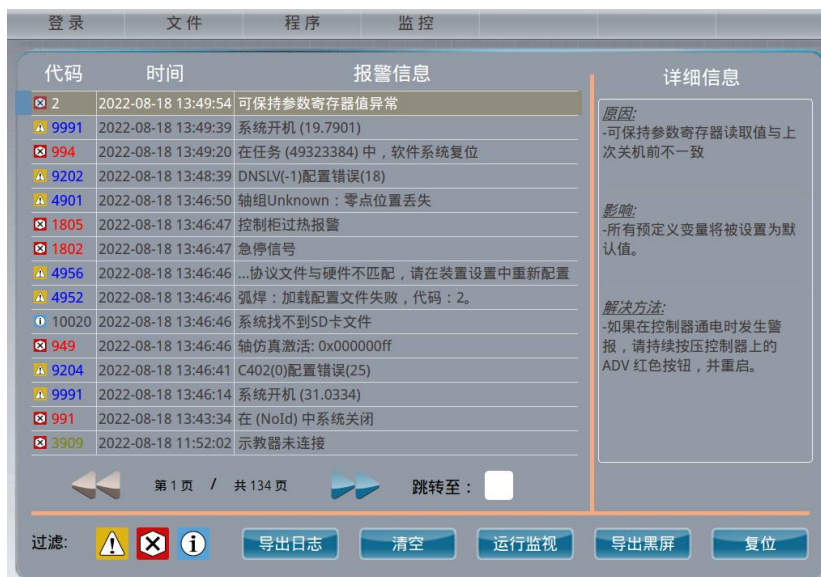 登录 文件 程序 监控
代码 时间 报警信息 详细信息
2 2022-08-18 13:49:54 可保持参数寄存器值异常
9991 2022-08-18 13:49:39 系统开机 (19.7901)
994 2022-08-18 13:49:20 在任务 (49323384) 中，软件系统复位
9202 2022-08-18 13:48:39 DNSLV(-1)配置错误(18)
4901 2022-08-18 13:46:50 轴组Unknown：零点位置丢失
1805 2022-08-18 13:46:47 控制柜过热报警
1802 2022-08-18 13:46:47 急停信号
4956 2022-08-18 13:46:46 ...协议文件与硬件不匹配，请在装置设置中重新配置
4952 2022-08-18 13:46:46 弧焊：加载配置文件失败，代码：2。
10020 2022-08-18 13:46:46 系统找不到SD卡文件
949 2022-08-18 13:46:46 轴仿真激活: 0x000000ff
9204 2022-08-18 13:46:41 C402(0)配置错误(25)
9991 2022-08-18 13:46:14 系统开机 (31.0334)
991 2022-08-18 13:43:34 在 (NoId) 中系统关闭
3909 2022-08-18 11:52:02 示教器未连接
第 1 页 / 共 134 页 跳转至：
原因:
-可保持参数寄存器读取值与上
次关机前不一致
影响:
-所有预定义变量将被设置为默
认值。
解决方法:
-如果在控制器通电时发生警
报，请持续按压控制器上的
ADV 红色按钮，并重启。
过滤: 导出日志 清空 运行监视 导出黑屏 复位